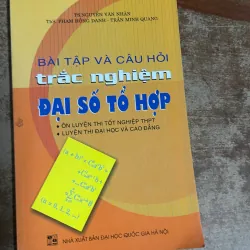 TS NGUYỄN VĂN NHÂN
ThS. PHẠM HỒNG DANH - TRẦN MINH QUANG
BÀI TẬP VÀ CÂU HỎI
trắc nghiệm
ĐẠI SỐ TỔ HỢP
• ÔN LUYỆN THI TỐT NGHIỆP THPT
• LUYỆN THI ĐẠI HỌC VÀ CAO ĐẲNG
NHÀ XUẤT BẢN ĐẠI HỌC QUỐC GIA HÀ NỘI